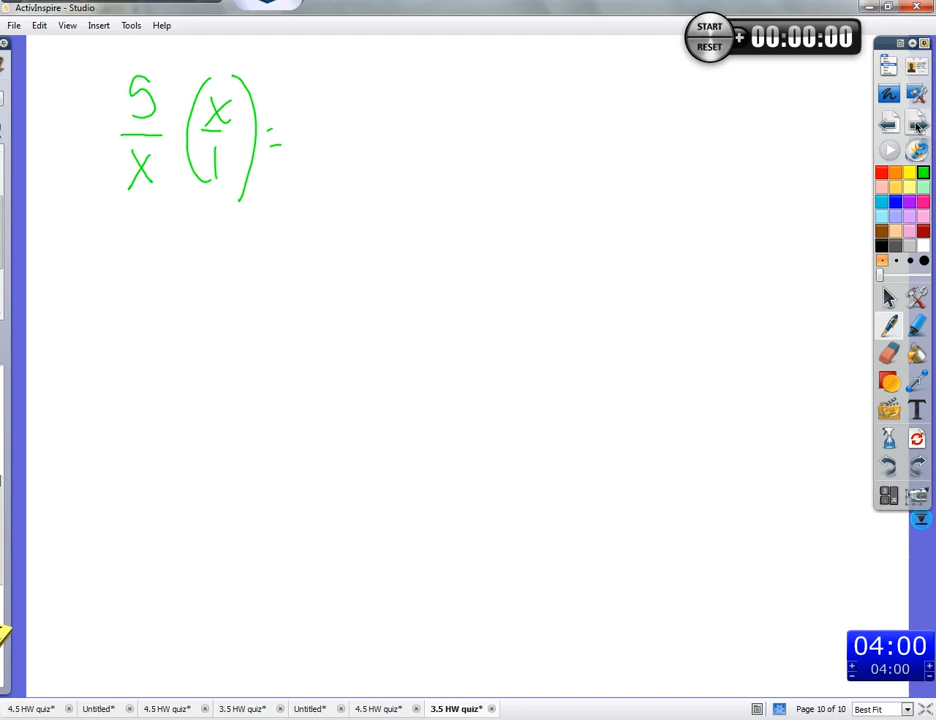 ActivInspire - Studio
File Edit View Insert Tools Help
START
RESET
+ 00:00:00
5/x (x/1) =
04:00
04:00
4.5 HW quiz* Untitled* 4.5 HW quiz* 3.5 HW quiz* Untitled* 4.5 HW quiz* 3.5 HW quiz* Page 10 of 10 Best Fit